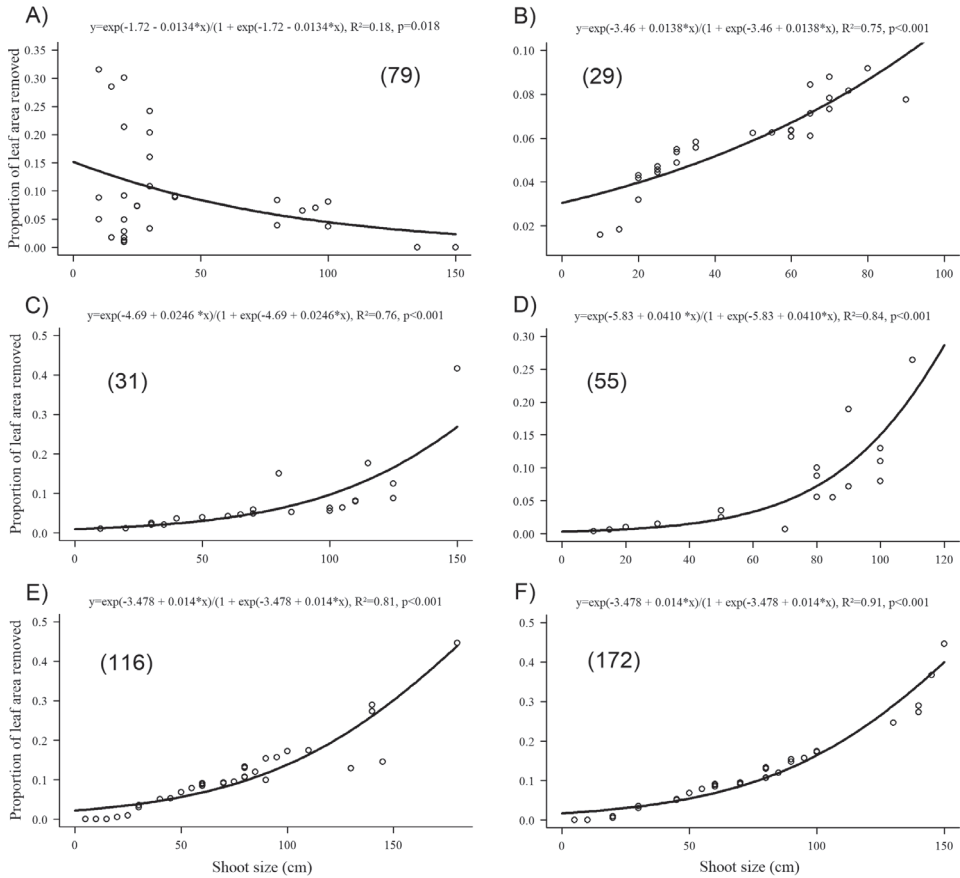 A)
y=exp(-1.72 - 0.0134*x)/(1 + exp(-1.72 - 0.0134*x), R²=0.18, p=0.018
(79)
Proportion of leaf area removed
0.35
0.30
0.25
0.20
0.15
0.10
0.05
0.00
0 50 100 150
B)
y=exp(-3.46 + 0.0138*x)/(1 + exp(-3.46 + 0.0138*x), R²=0.75, p<0.001
(29)
0.10
0.08
0.06
0.04
0.02
0 20 40 60 80 100
C)
y=exp(-4.69 + 0.0246 *x)/(1 + exp(-4.69 + 0.0246*x), R²=0.76, p<0.001
(31)
Proportion of leaf area removed
0.5
0.4
0.3
0.2
0.1
0.0
0 50 100 150
D)
y=exp(-5.83 + 0.0410 *x)/(1 + exp(-5.83 + 0.0410*x), R²=0.84, p<0.001
(55)
0.30
0.25
0.20
0.15
0.10
0.05
0.00
0 20 40 60 80 100 120
E)
y=exp(-3.478 + 0.014*x)/(1 + exp(-3.478 + 0.014*x), R²=0.81, p<0.001
(116)
Proportion of leaf area removed
0.5
0.4
0.3
0.2
0.1
0.0
0 50 100 150
Shoot size (cm)
F)
y=exp(-3.478 + 0.014*x)/(1 + exp(-3.478 + 0.014*x), R²=0.91, p<0.001
(172)
0.5
0.4
0.3
0.2
0.1
0.0
0 50 100 150
Shoot size (cm)